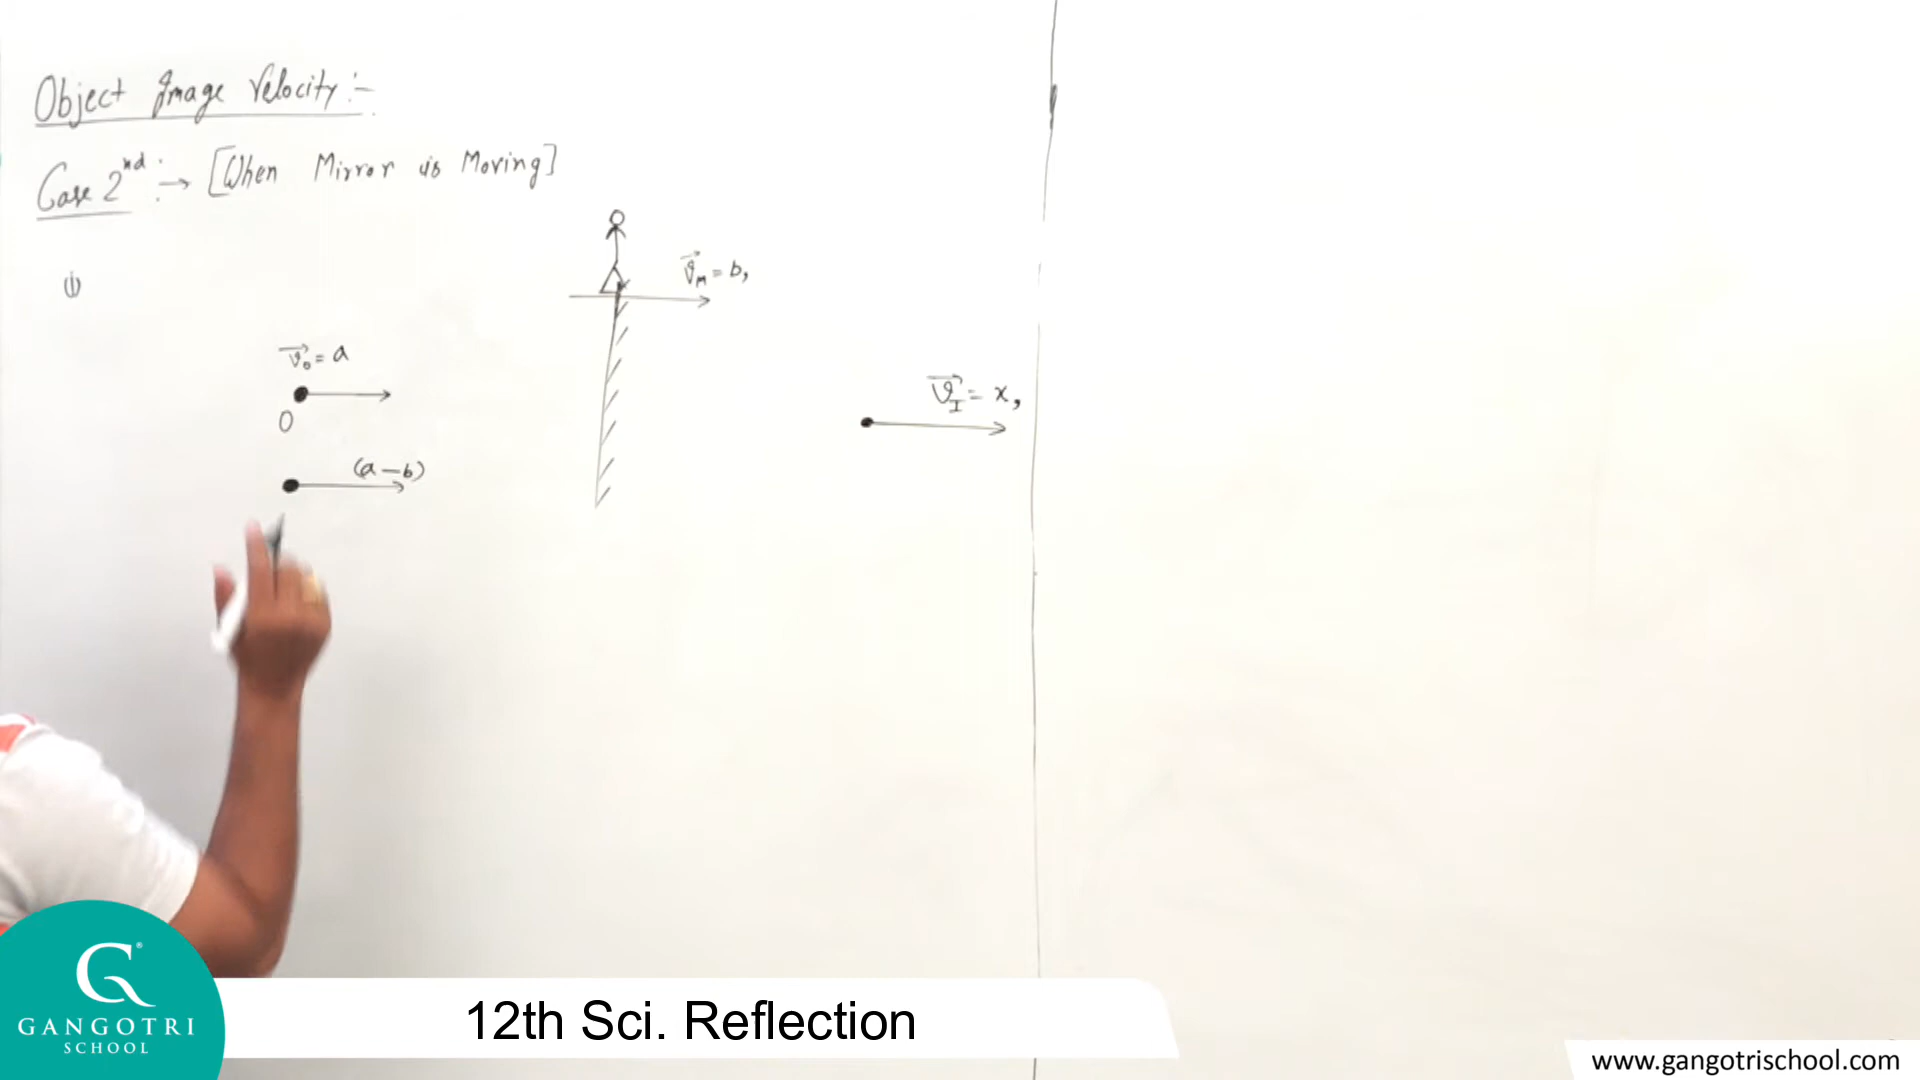 Object Image Velocity :-
Case 2nd :→ [When Mirror is Moving]
(i)
v⃗M = b,
v⃗o = a
O
v⃗I = x,
(a-b)
GANGOTRI
SCHOOL
12th Sci. Reflection
www.gangotrischool.com